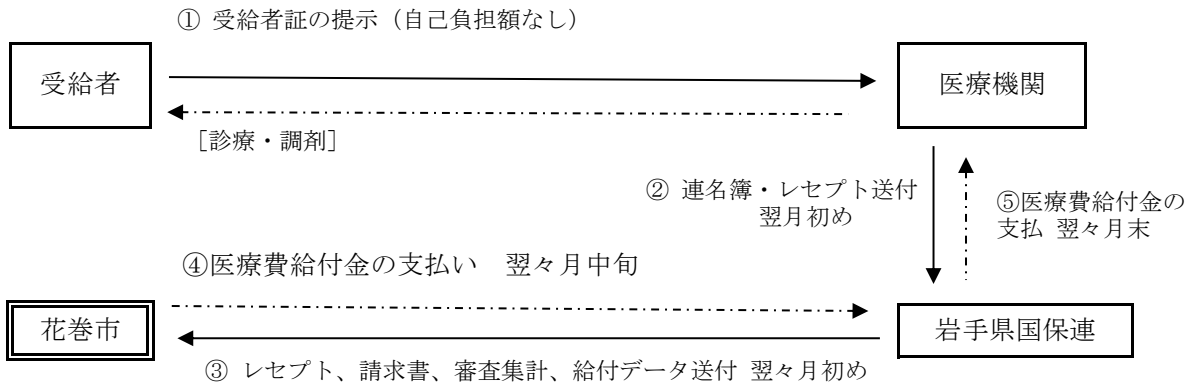 ① 受給者証の提示（自己負担額なし）
受給者
医療機関
［診療・調剤］
② 連名簿・レセプト送付
翌月初め
⑤医療費給付金の
支払 翌々月末
④医療費給付金の支払い　翌々月中旬
花巻市
岩手県国保連
③ レセプト、請求書、審査集計、給付データ送付 翌々月初め